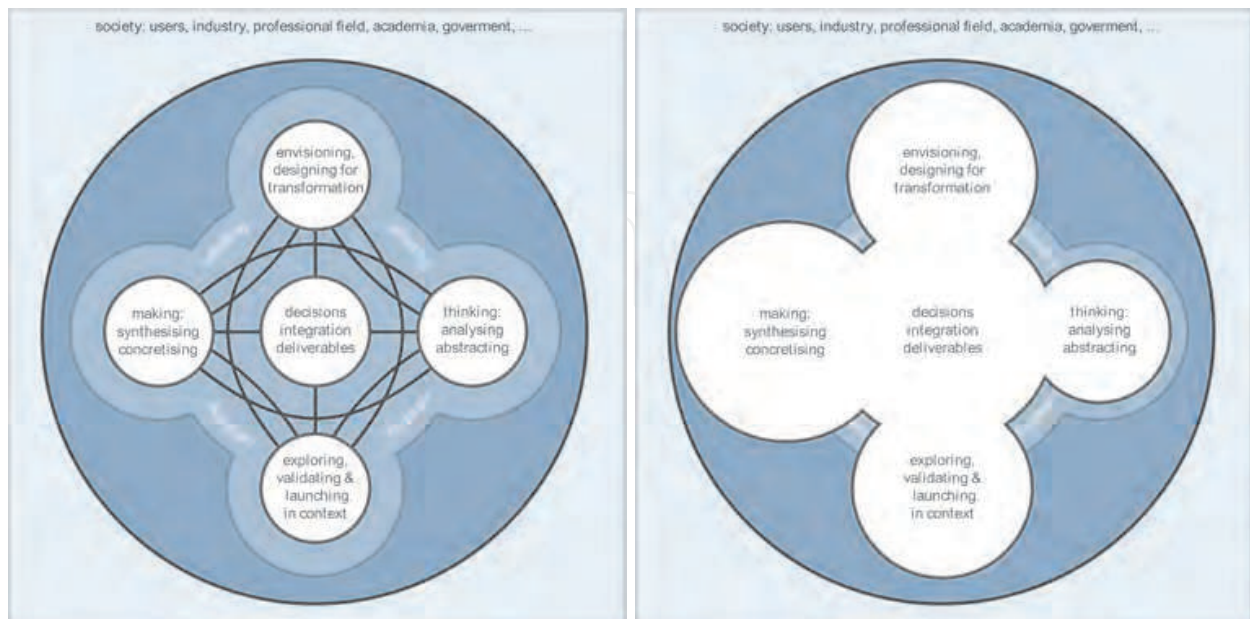 society: users, industry, professional field, academia, goverment, ...
envisioning,
designing for
transformation
making:
synthesising
concretising
decisions
integration
deliverables
thinking:
analysing
abstracting
exploring,
validating &
launching
in context
society: users, industry, professional field, academia, goverment, ...
envisioning,
designing for
transformation
making:
synthesising
concretising
decisions
integration
deliverables
thinking:
analysing
abstracting
exploring,
validating &
launching
in context